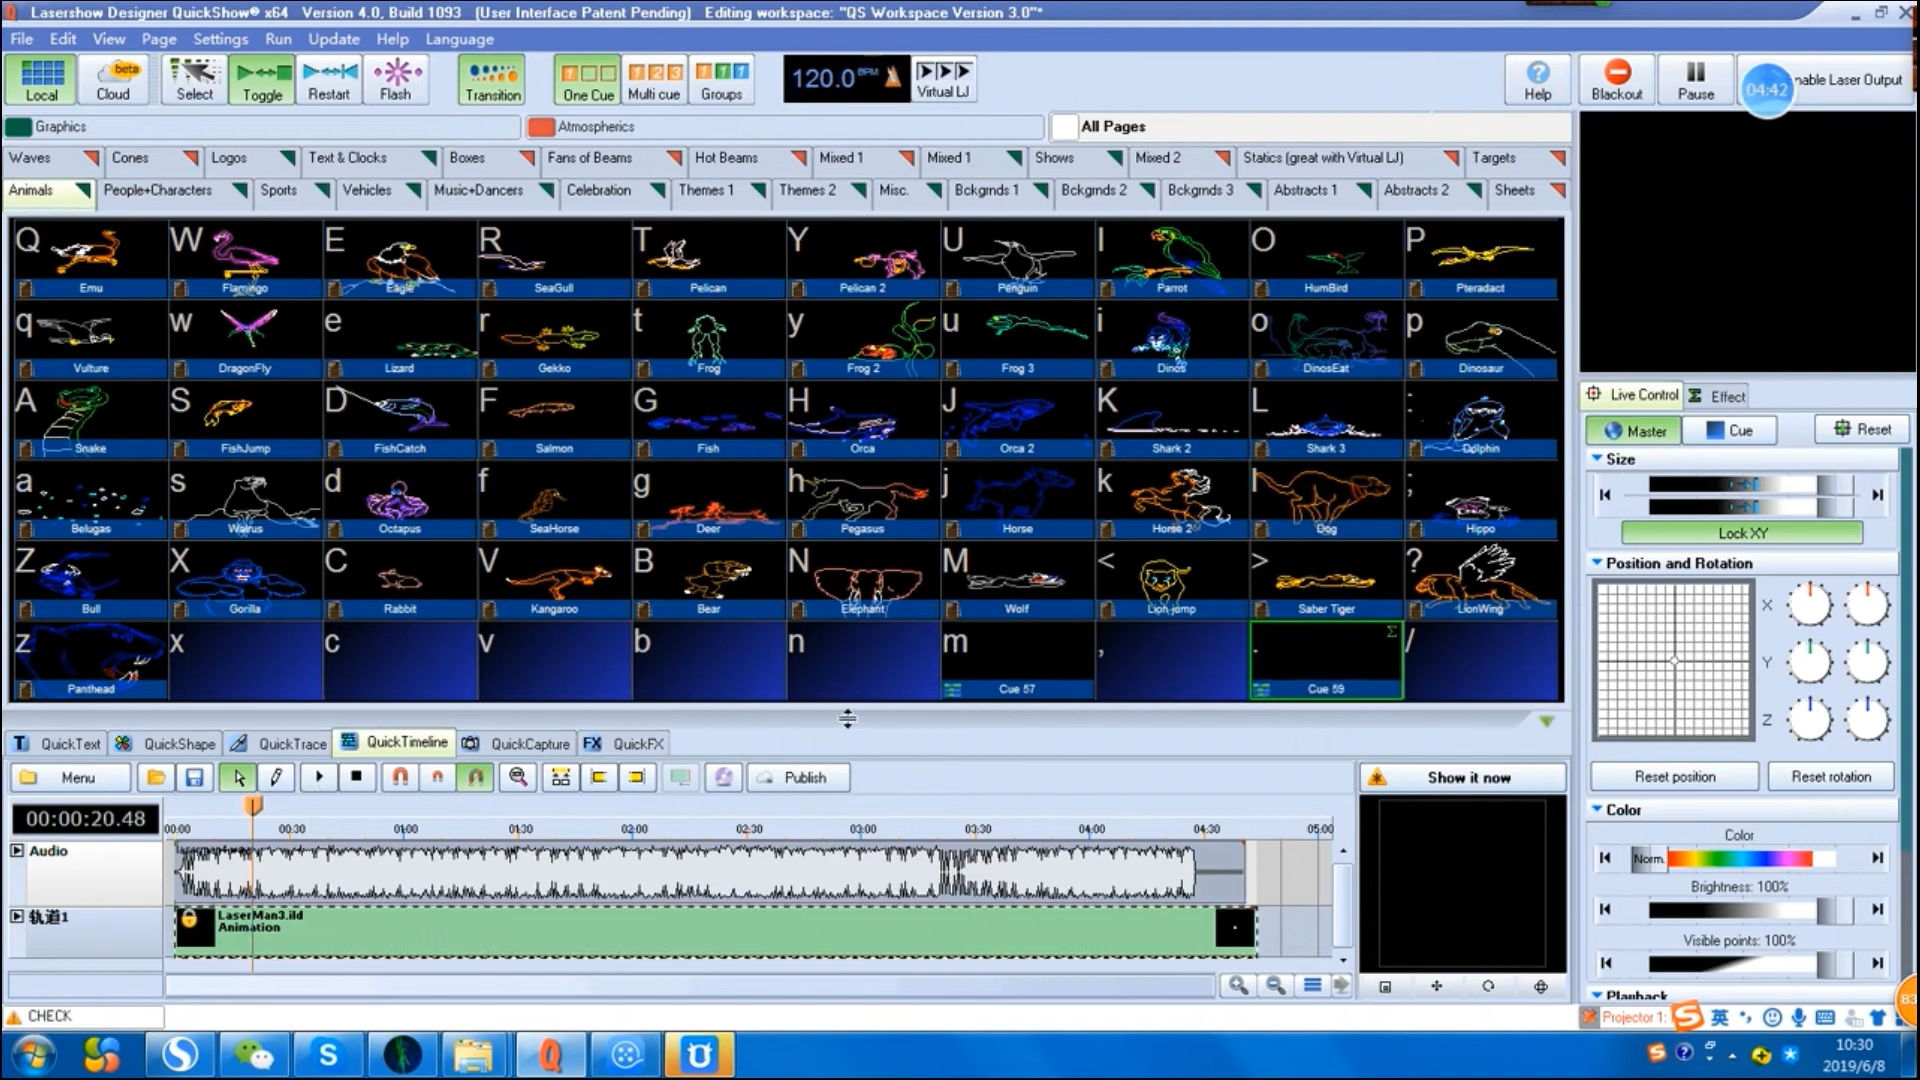 Lasershow Designer QuickShow® x64 Version 4.0, Build 1093 (User Interface Patent Pending) Editing workspace: "QS Workspace Version 3.0"*
File Edit View Page Settings Run Update Help Language
Local Cloud beta Select Toggle Restart Flash Transition One Cue Multi cue Groups 120.0 BPM Virtual LJ Help Blackout Pause 04:42 nable Laser Output
Graphics Atmospherics All Pages
Waves Cones Logos Text & Clocks Boxes Fans of Beams Hot Beams Mixed 1 Mixed 1 Shows Mixed 2 Statics (great with Virtual LJ) Targets
Animals People+Characters Sports Vehicles Music+Dancers Celebration Themes 1 Themes 2 Misc. Bckgrnds 1 Bckgrnds 2 Bckgrnds 3 Abstracts 1 Abstracts 2 Sheets
Q W E R T Y U I O P
Emu Flamingo Eagle SeaGull Pelican Pelican 2 Penguin Parrot HumBird Pteradact
q w e r t y u i o p
Vulture DragonFly Lizard Gekko Frog Frog 2 Frog 3 Dinos DinosEat Dinosaur
A S D F G H J K L :
Snake FishJump FishCatch Salmon Fish Orca Orca 2 Shark 2 Shark 3 Dolphin
a s d f g h j k l ;
Belugas Walrus Octapus SeaHorse Deer Pegasus Horse Horse 2 Dog Hippo
Z X C V B N M < > ?
Bull Gorilla Rabbit Kangaroo Bear Elephant Wolf Lion jump Saber Tiger LionWing
z x c v b n m , . /
Panthead Cue 57 Cue 59
Live Control Effect
Master Cue Reset
Size
Lock XY
Position and Rotation
X
Y
Z
Reset position Reset rotation
Color
Color
Norm.
Brightness: 100%
Visible points: 100%
Playback
QuickText QuickShape QuickTrace QuickTimeline QuickCapture FX QuickFX
Menu Publish Show it now
00:00:20.48 00:00 00:30 01:00 01:30 02:00 02:30 03:00 03:30 04:00 04:30 05:00
Audio
轨道1 LaserMan3.ild
Animation
CHECK
Projector 1: 英
83
10:30
2019/6/8